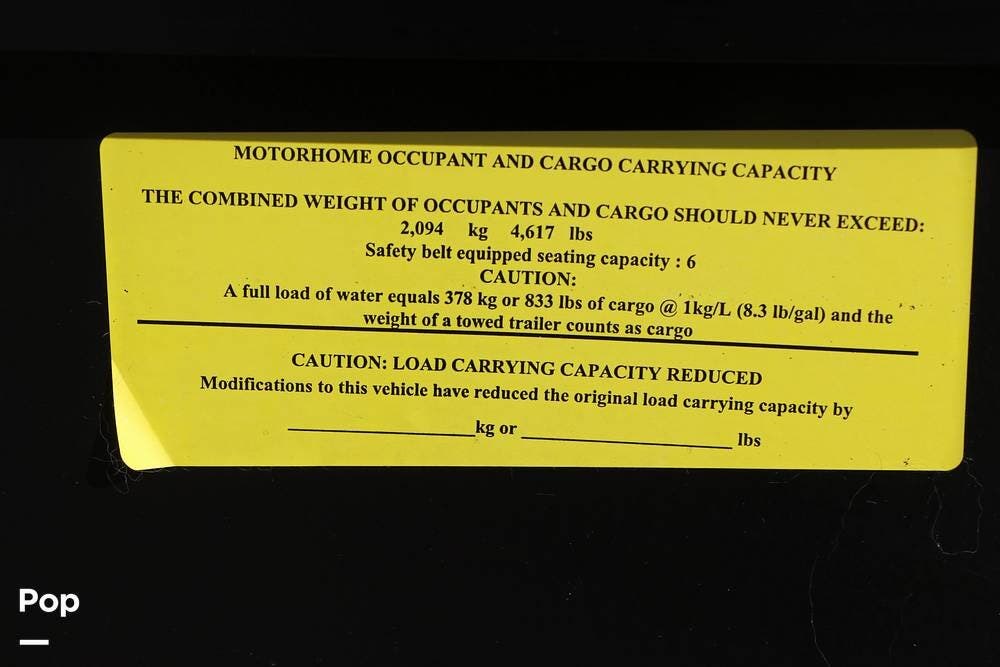 MOTORHOME OCCUPANT AND CARGO CARRYING CAPACITY
THE COMBINED WEIGHT OF OCCUPANTS AND CARGO SHOULD NEVER EXCEED:
2,094 kg 4,617 lbs
Safety belt equipped seating capacity : 6
CAUTION:
A full load of water equals 378 kg or 833 lbs of cargo @ 1kg/L (8.3 lb/gal) and the
weight of a towed trailer counts as cargo
CAUTION: LOAD CARRYING CAPACITY REDUCED
Modifications to this vehicle have reduced the original load carrying capacity by
____________________kg or ______________________ lbs
Pop